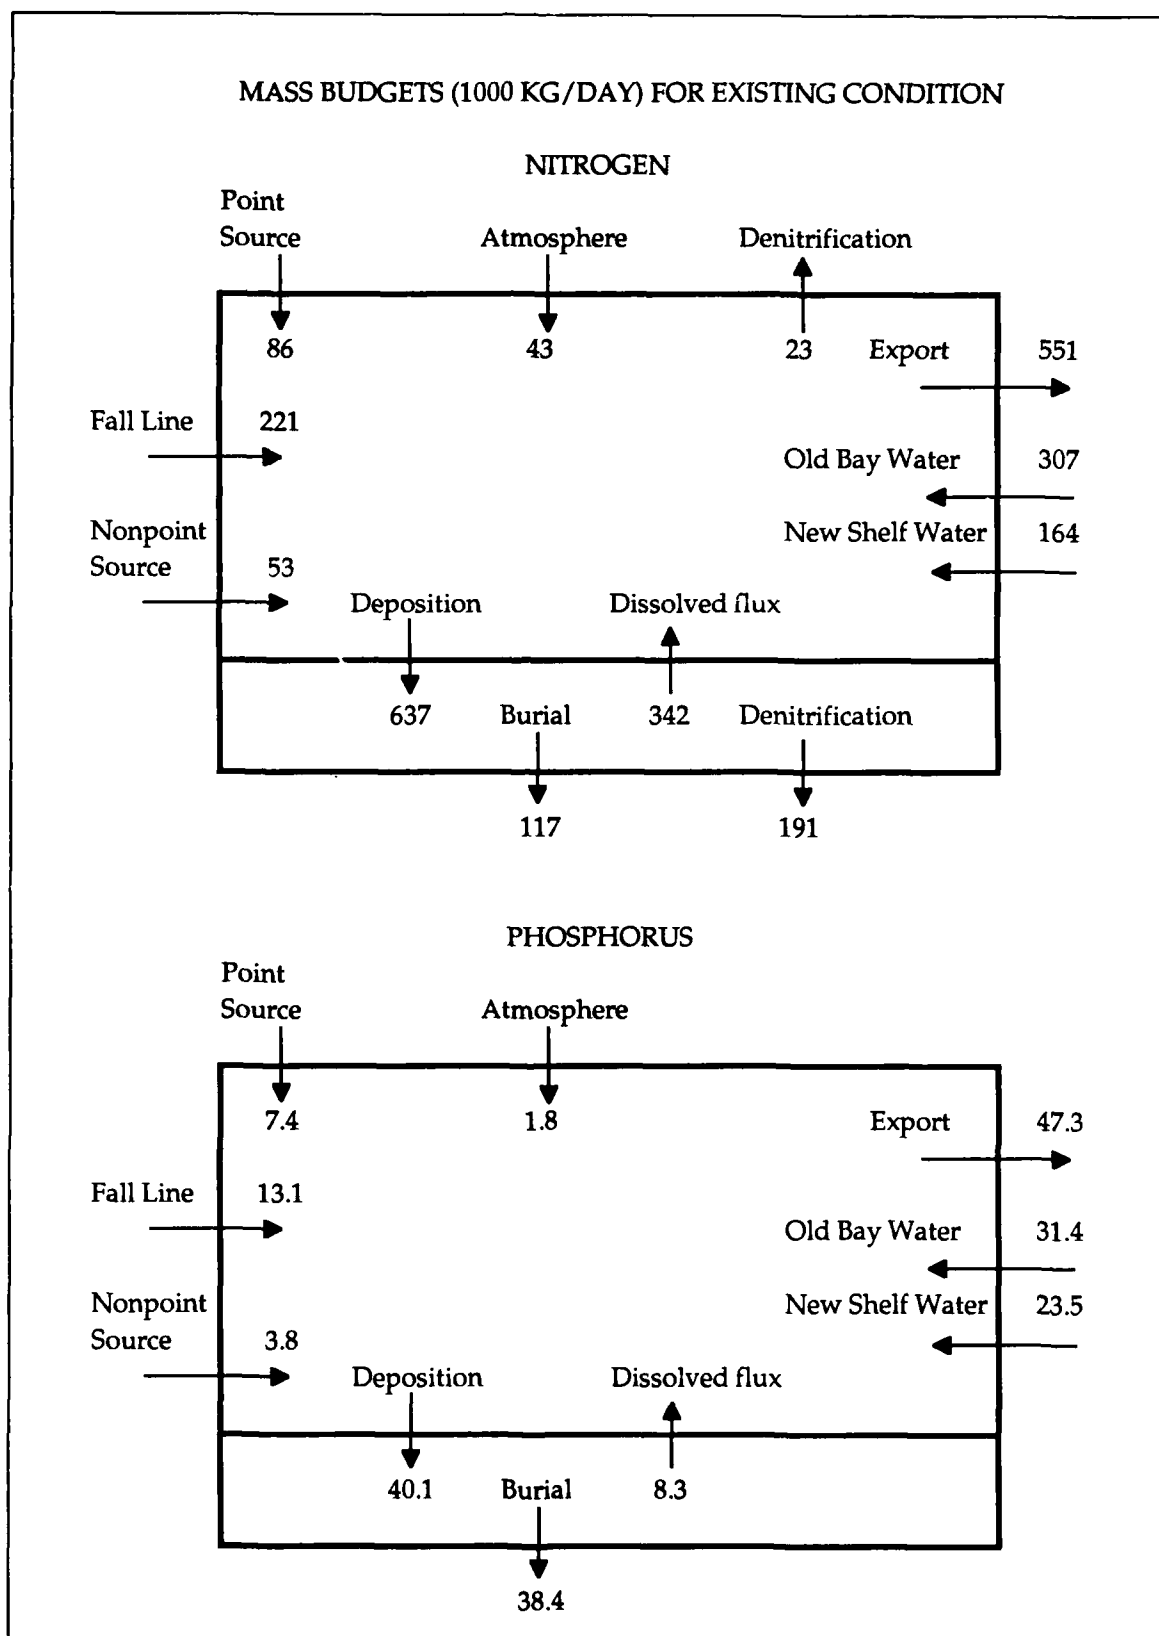 MASS BUDGETS (1000 KG/DAY) FOR EXISTING CONDITION
NITROGEN
Point
Source
Atmosphere
Denitrification
86
43
23
Export
551
Fall Line
221
Old Bay Water
307
Nonpoint
Source
53
New Shelf Water
164
Deposition
Dissolved flux
637
Burial
342
Denitrification
117
191
PHOSPHORUS
Point
Source
Atmosphere
7.4
1.8
Export
47.3
Fall Line
13.1
Old Bay Water
31.4
Nonpoint
Source
3.8
New Shelf Water
23.5
Deposition
Dissolved flux
40.1
Burial
8.3
38.4